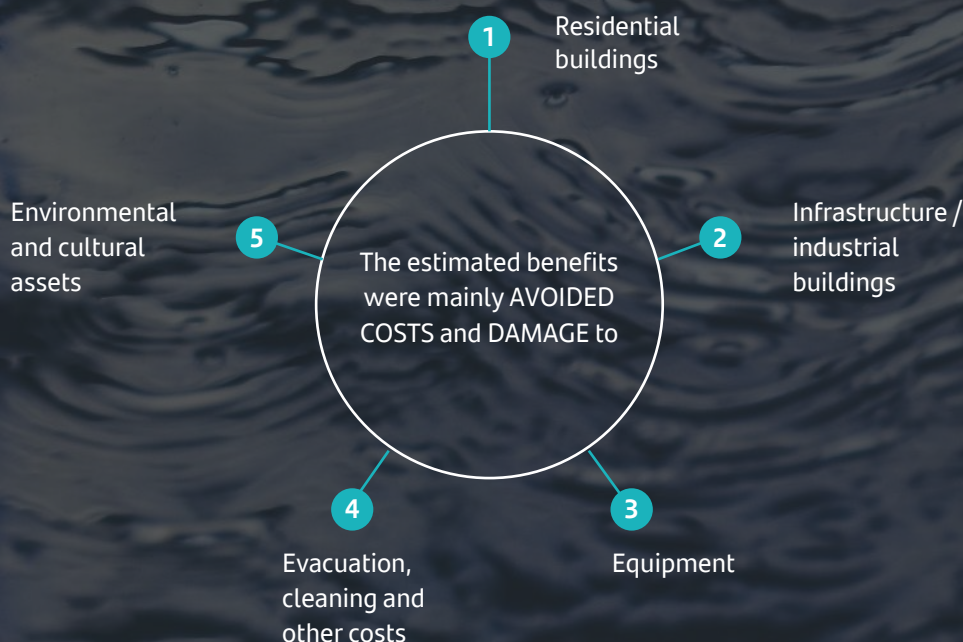 The estimated benefits
were mainly AVOIDED
COSTS and DAMAGE to
1
Residential
buildings
2
Infrastructure /
industrial
buildings
3
Equipment
4
Evacuation,
cleaning and
other costs
5
Environmental
and cultural
assets